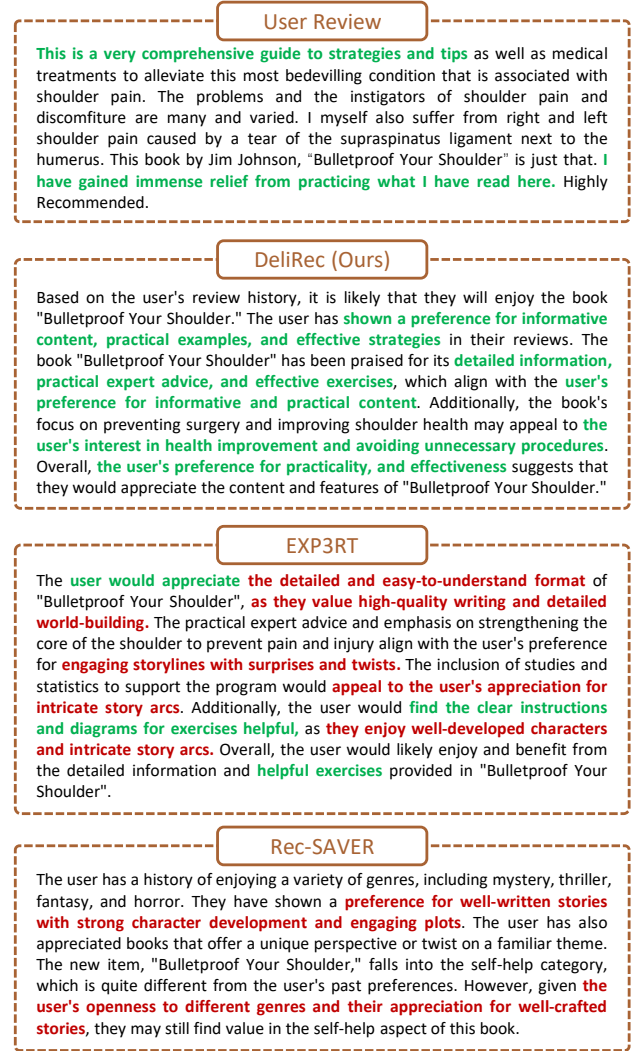 User Review
This is a very comprehensive guide to strategies and tips as well as medical
treatments to alleviate this most bedevilling condition that is associated with
shoulder pain. The problems and the instigators of shoulder pain and
discomfiture are many and varied. I myself also suffer from right and left
shoulder pain caused by a tear of the supraspinatus ligament next to the
humerus. This book by Jim Johnson, “Bulletproof Your Shoulder” is just that. I
have gained immense relief from practicing what I have read here. Highly
Recommended.
DeliRec (Ours)
Based on the user's review history, it is likely that they will enjoy the book
"Bulletproof Your Shoulder." The user has shown a preference for informative
content, practical examples, and effective strategies in their reviews. The
book "Bulletproof Your Shoulder" has been praised for its detailed information,
practical expert advice, and effective exercises, which align with the user's
preference for informative and practical content. Additionally, the book's
focus on preventing surgery and improving shoulder health may appeal to the
user's interest in health improvement and avoiding unnecessary procedures.
Overall, the user's preference for practicality, and effectiveness suggests that
they would appreciate the content and features of "Bulletproof Your Shoulder."
EXP3RT
The user would appreciate the detailed and easy-to-understand format of
"Bulletproof Your Shoulder", as they value high-quality writing and detailed
world-building. The practical expert advice and emphasis on strengthening the
core of the shoulder to prevent pain and injury align with the user's preference
for engaging storylines with surprises and twists. The inclusion of studies and
statistics to support the program would appeal to the user's appreciation for
intricate story arcs. Additionally, the user would find the clear instructions
and diagrams for exercises helpful, as they enjoy well-developed characters
and intricate story arcs. Overall, the user would likely enjoy and benefit from
the detailed information and helpful exercises provided in "Bulletproof Your
Shoulder".
Rec-SAVER
The user has a history of enjoying a variety of genres, including mystery, thriller,
fantasy, and horror. They have shown a preference for well-written stories
with strong character development and engaging plots. The user has also
appreciated books that offer a unique perspective or twist on a familiar theme.
The new item, "Bulletproof Your Shoulder," falls into the self-help category,
which is quite different from the user's past preferences. However, given the
user's openness to different genres and their appreciation for well-crafted
stories, they may still find value in the self-help aspect of this book.